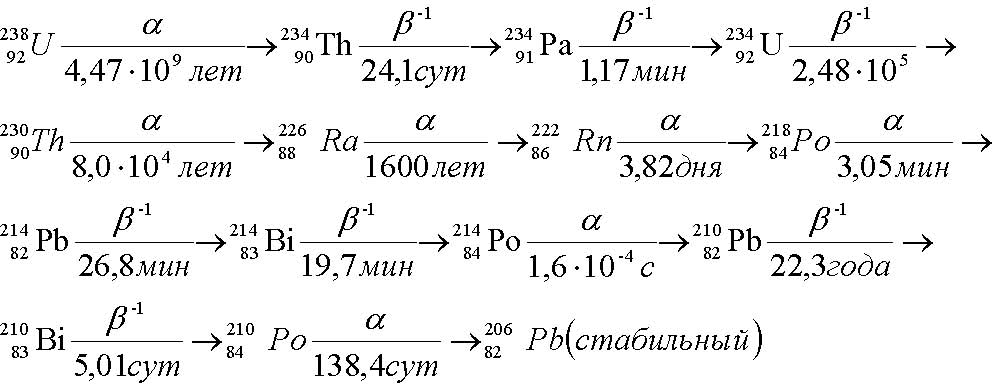 ²³⁸₉₂U α/4,47·10⁹ лет → ²³⁴₉₀Th β⁻¹/24,1сут → ²³⁴₉₁Pa β⁻¹/1,17мин → ²³⁴₉₂U β⁻¹/2,48·10⁵ →
²³⁰₉₀Th α/8,0·10⁴ лет → ²²⁶₈₈ Ra α/1600лет → ²²²₈₆ Rn α/3,82дня → ²¹⁸₈₄Po α/3,05мин →
²¹⁴₈₂Pb β⁻¹/26,8мин → ²¹⁴₈₃Bi β⁻¹/19,7мин → ²¹⁴₈₄Po α/1,6·10⁻⁴ с → ²¹⁰₈₂Pb β⁻¹/22,3года →
²¹⁰₈₃Bi β⁻¹/5,01сут → ²¹⁰₈₄ Po α/138,4сут → ²⁰⁶₈₂ Pb(стабильный)